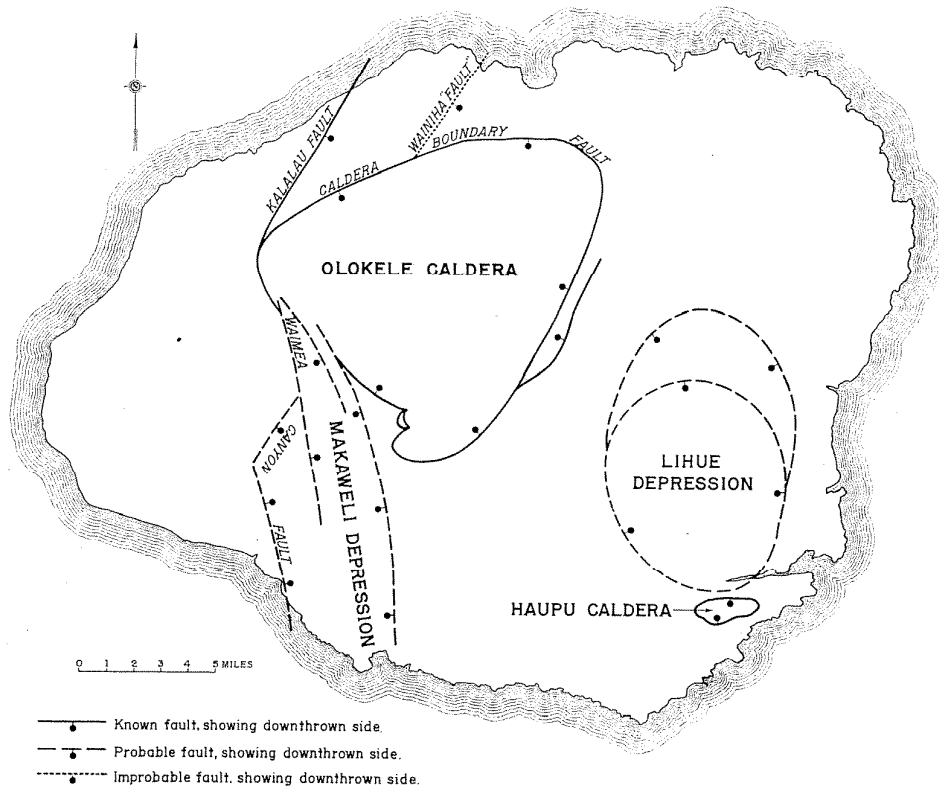 KALALAU FAULT
WAINIHA "FAULT"
CALDERA BOUNDARY FAULT
OLOKELE CALDERA
WAIMEA
CANYON
FAULT
MAKAWELI DEPRESSION
LIHUE
DEPRESSION
HAUPU CALDERA
0 1 2 3 4 5 MILES
Known fault, showing downthrown side.
Probable fault, showing downthrown side.
Improbable fault, showing downthrown side.